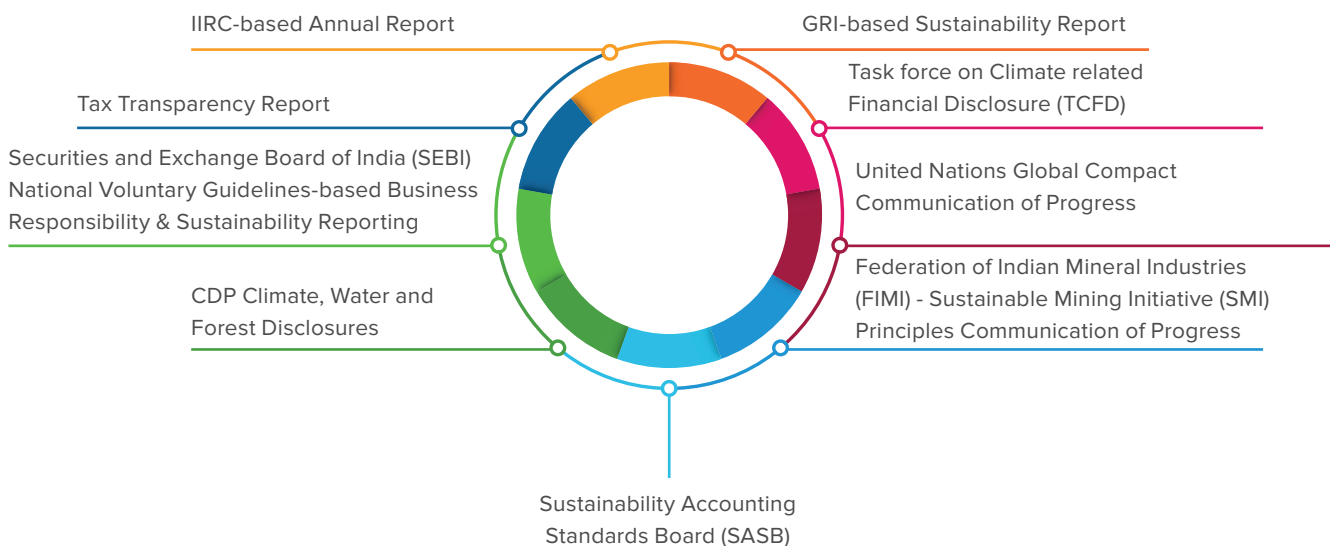 IIRC-based Annual Report
GRI-based Sustainability Report
Tax Transparency Report
Task force on Climate related
Financial Disclosure (TCFD)
Securities and Exchange Board of India (SEBI)
National Voluntary Guidelines-based Business
Responsibility & Sustainability Reporting
United Nations Global Compact
Communication of Progress
CDP Climate, Water and
Forest Disclosures
Federation of Indian Mineral Industries
(FIMI) - Sustainable Mining Initiative (SMI)
Principles Communication of Progress
Sustainability Accounting
Standards Board (SASB)